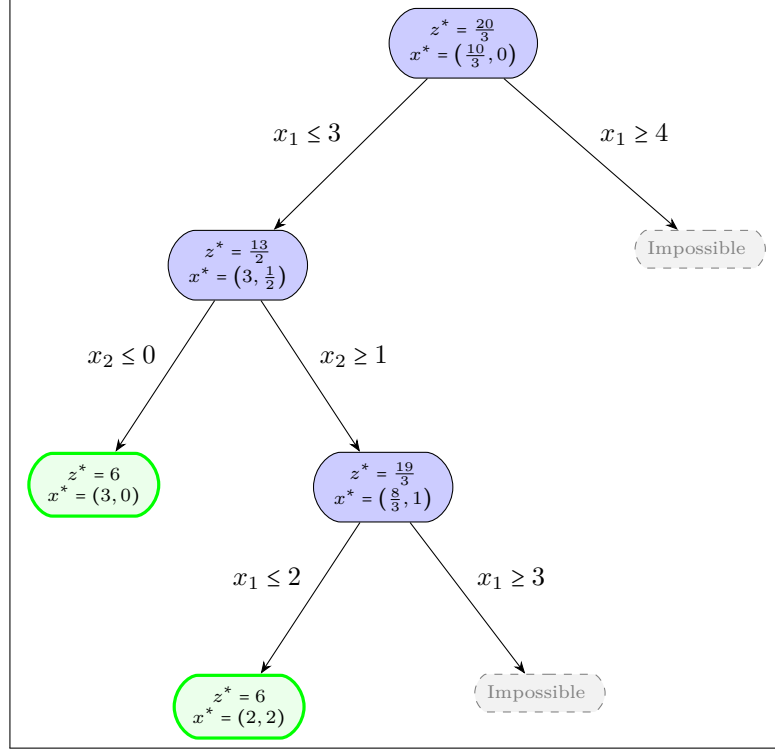 z* = 20/3
x* = (10/3, 0)
x₁ ≤ 3
x₁ ≥ 4
z* = 13/2
x* = (3, 1/2)
Impossible
x₂ ≤ 0
x₂ ≥ 1
z* = 6
x* = (3, 0)
z* = 19/3
x* = (8/3, 1)
x₁ ≤ 2
x₁ ≥ 3
z* = 6
x* = (2, 2)
Impossible